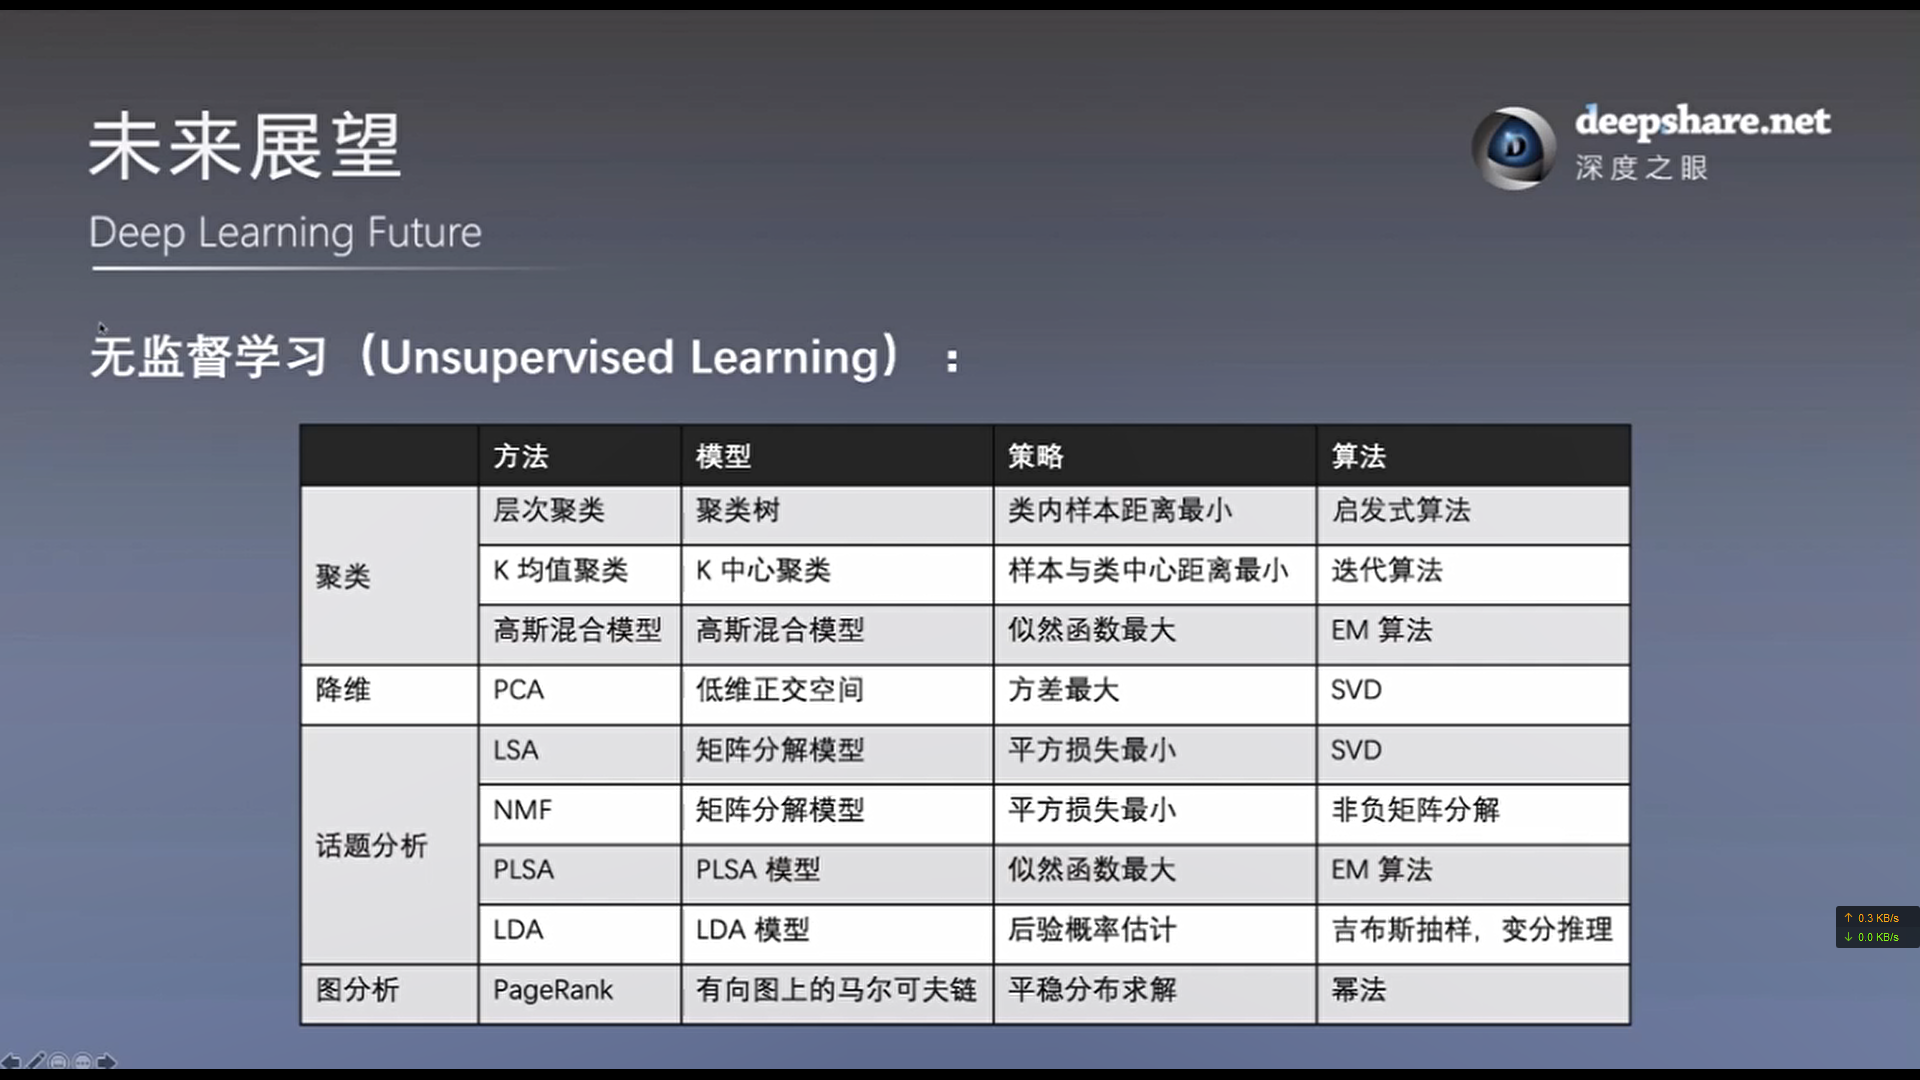 未来展望
Deep Learning Future
deepshare.net
深度之眼
无监督学习（Unsupervised Learning）：
方法 模型 策略 算法
聚类 层次聚类 聚类树 类内样本距离最小 启发式算法
K 均值聚类 K 中心聚类 样本与类中心距离最小 迭代算法
高斯混合模型 高斯混合模型 似然函数最大 EM 算法
降维 PCA 低维正交空间 方差最大 SVD
话题分析 LSA 矩阵分解模型 平方损失最小 SVD
NMF 矩阵分解模型 平方损失最小 非负矩阵分解
PLSA PLSA 模型 似然函数最大 EM 算法
LDA LDA 模型 后验概率估计 吉布斯抽样，变分推理
图分析 PageRank 有向图上的马尔可夫链 平稳分布求解 幂法
↑ 0.3 KB/s
↓ 0.0 KB/s